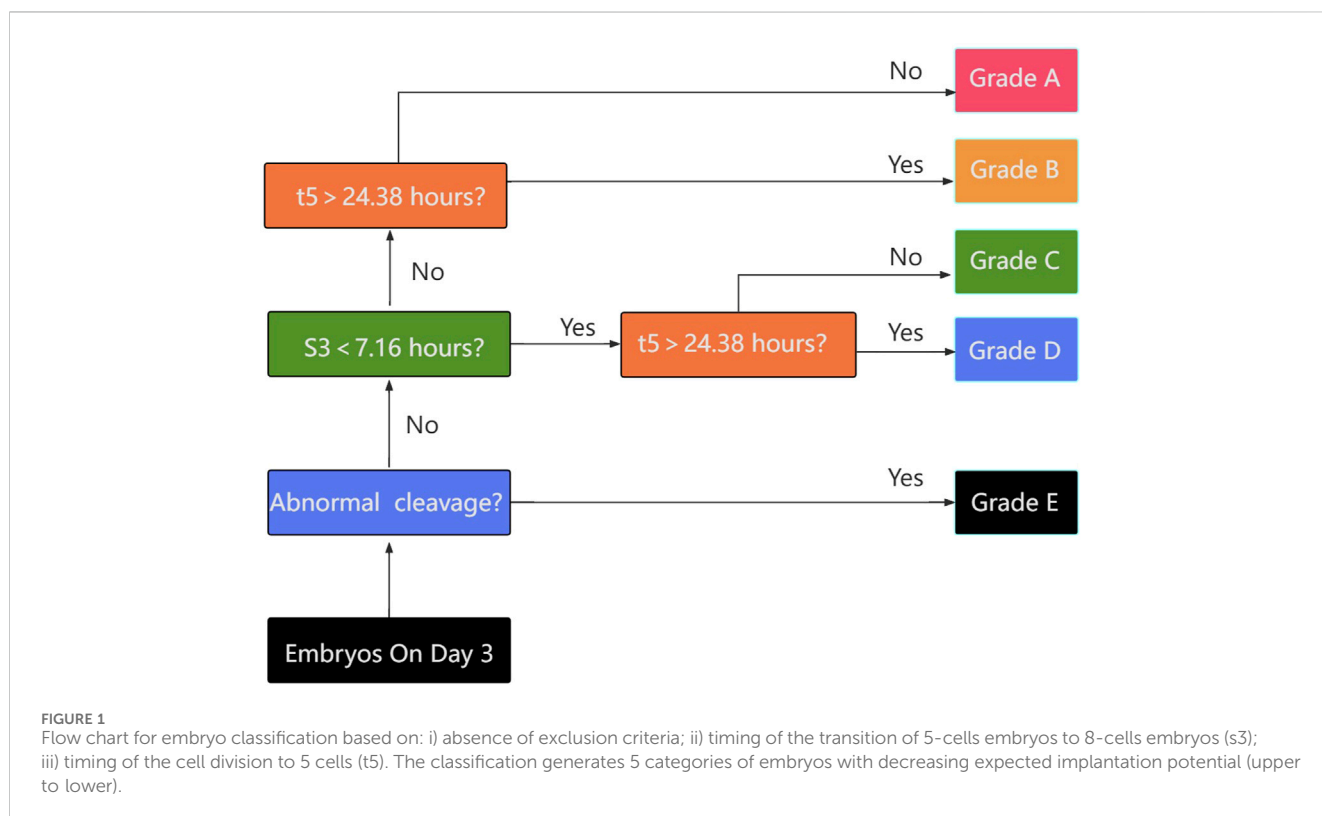 No
Grade A
Yes
Grade B
t5 > 24.38 hours?
No
No
Grade C
S3 < 7.16 hours?
Yes
t5 > 24.38 hours?
Yes
Grade D
No
Abnormal cleavage?
Yes
Grade E
Embryos On Day 3
FIGURE 1
Flow chart for embryo classification based on: i) absence of exclusion criteria; ii) timing of the transition of 5-cells embryos to 8-cells embryos (s3);
iii) timing of the cell division to 5 cells (t5). The classification generates 5 categories of embryos with decreasing expected implantation potential (upper
to lower).